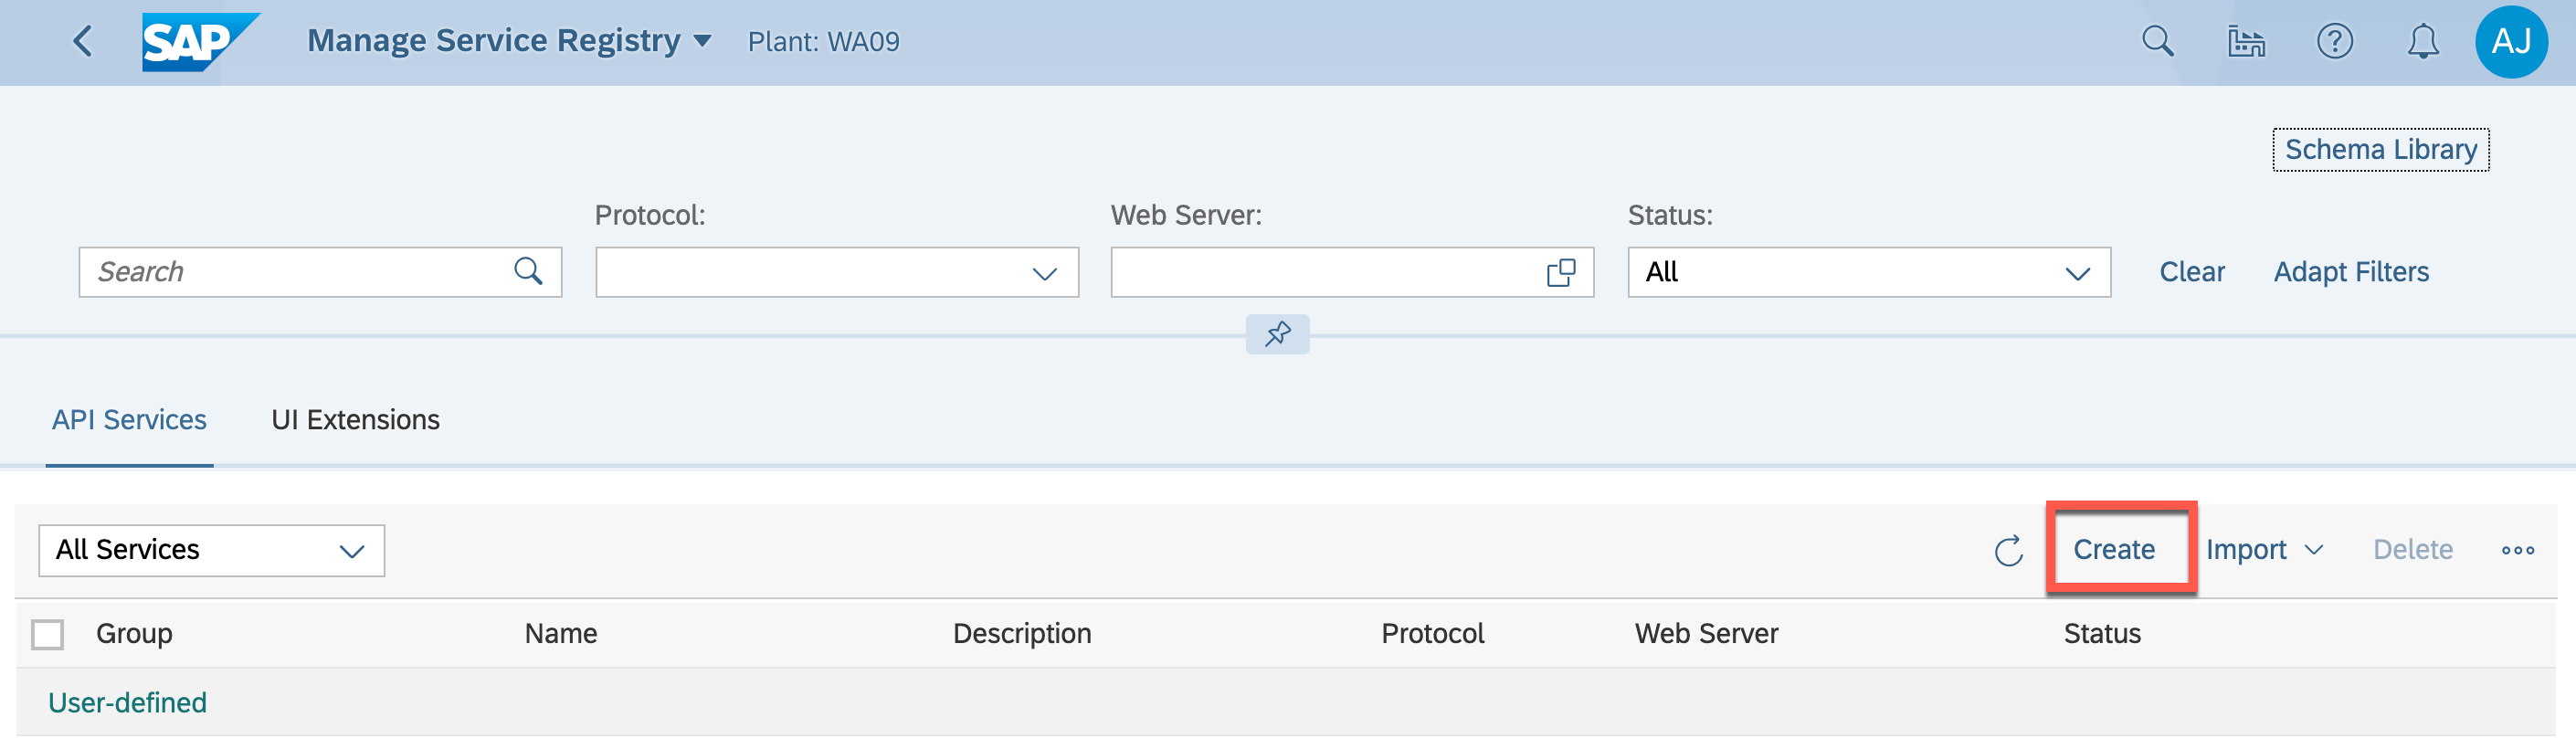 SAP Manage Service Registry Plant: WA09 AJ
Schema Library
Protocol: Web Server: Status:
Search All Clear Adapt Filters
API Services UI Extensions
All Services Create Import Delete
Group Name Description Protocol Web Server Status
User-defined